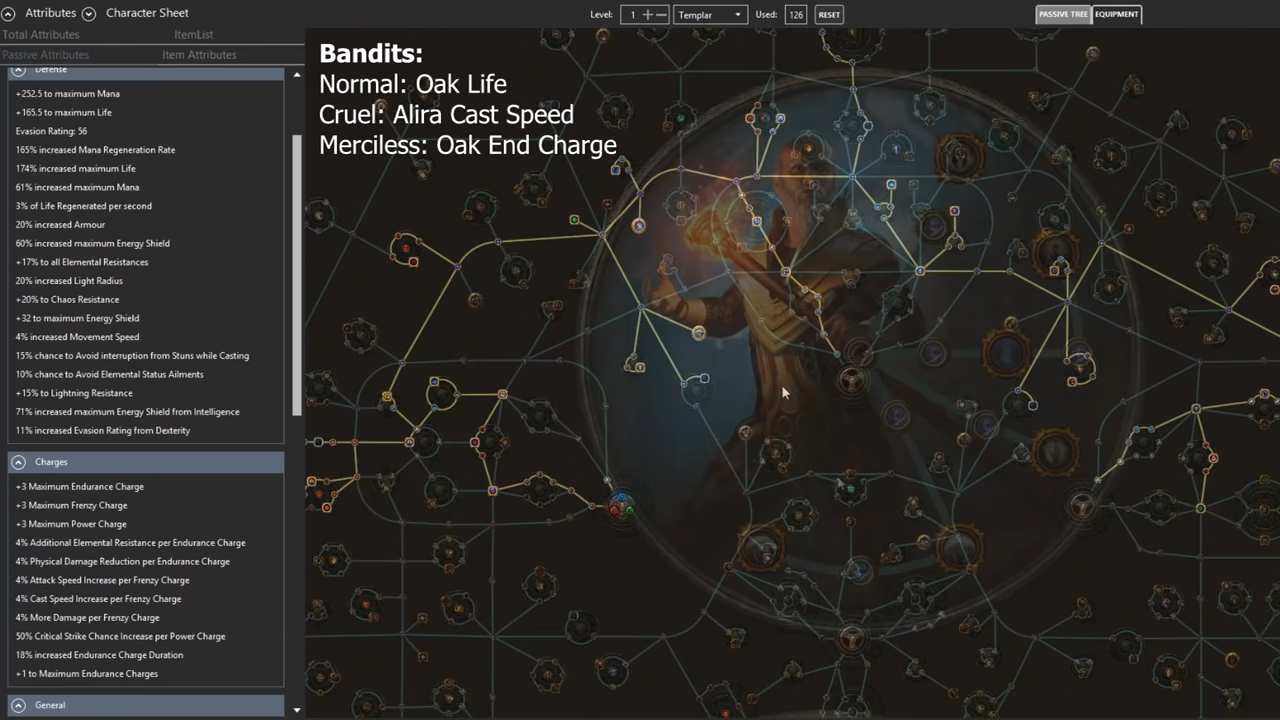 Attributes
Character Sheet
Level:
1
Templar
Used:
126
RESET
PASSIVE TREE
EQUIPMENT
Total Attributes
ItemList
Passive Attributes
Item Attributes
Defense
+252.5 to maximum Mana
+165.5 to maximum Life
Evasion Rating: 56
165% increased Mana Regeneration Rate
174% increased maximum Life
61% increased maximum Mana
3% of Life Regenerated per second
20% increased Armour
60% increased maximum Energy Shield
+17% to all Elemental Resistances
20% increased Light Radius
+20% to Chaos Resistance
+32 to maximum Energy Shield
4% increased Movement Speed
15% chance to Avoid interruption from Stuns while Casting
10% chance to Avoid Elemental Status Ailments
+15% to Lightning Resistance
71% increased maximum Energy Shield from Intelligence
11% increased Evasion Rating from Dexterity
Charges
+3 Maximum Endurance Charge
+3 Maximum Frenzy Charge
+3 Maximum Power Charge
4% Additional Elemental Resistance per Endurance Charge
4% Physical Damage Reduction per Endurance Charge
4% Attack Speed Increase per Frenzy Charge
4% Cast Speed Increase per Frenzy Charge
4% More Damage per Frenzy Charge
50% Critical Strike Chance Increase per Power Charge
18% increased Endurance Charge Duration
+1 to Maximum Endurance Charges
General
Bandits:
Normal: Oak Life
Cruel: Alira Cast Speed
Merciless: Oak End Charge